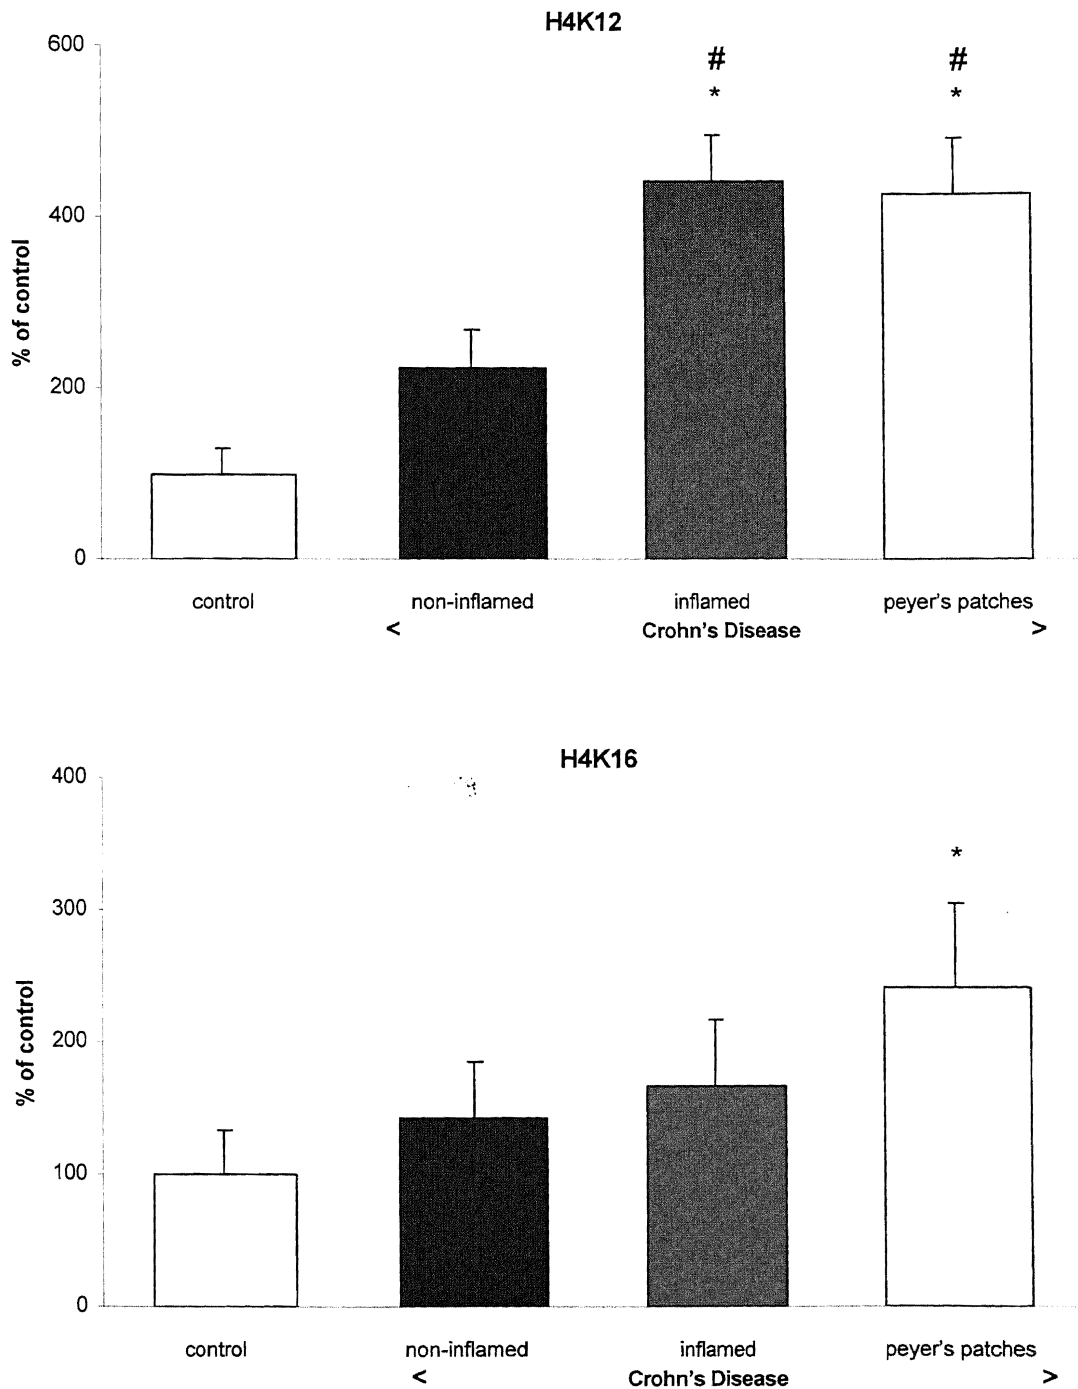 H4K12
600
# #
* *
400
% of control
200
0
control non-inflamed inflamed peyer's patches
< Crohn's Disease >
H4K16
400
*
300
% of control
200
100
0
control non-inflamed inflamed peyer's patches
< Crohn's Disease >